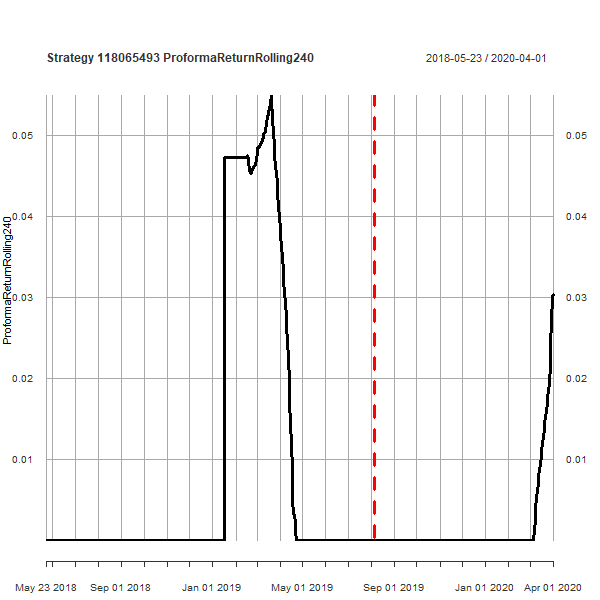 Strategy 118065493 ProformaReturnRolling240
2018-05-23 / 2020-04-01
ProformaReturnRolling240
0.05
0.04
0.03
0.02
0.01
0.05
0.04
0.03
0.02
0.01
May 23 2018
Sep 01 2018
Jan 01 2019
May 01 2019
Sep 01 2019
Jan 01 2020
Apr 01 2020